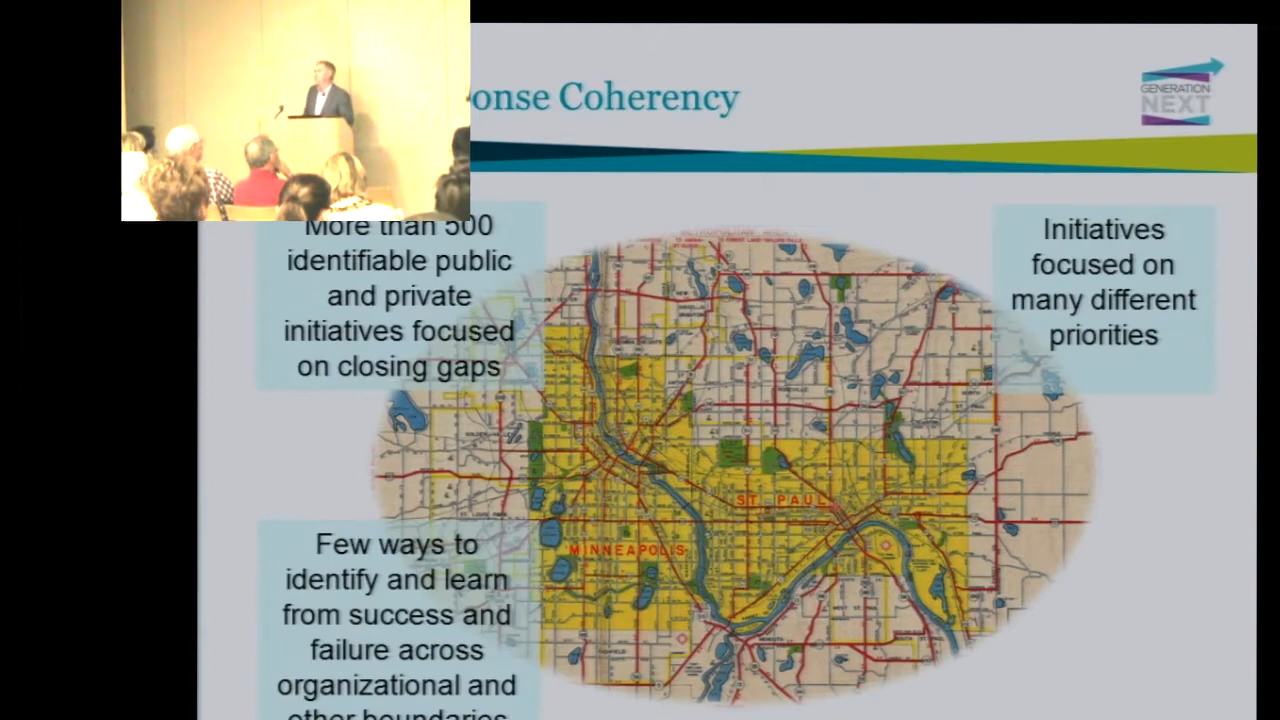 onse Coherency
GENERATION
NEXT
More than 500
identifiable public
and private
initiatives focused
on closing gaps
Initiatives
focused on
many different
priorities
ST. PAUL
MINNEAPOLIS
Few ways to
identify and learn
from success and
failure across
organizational and
other boundaries